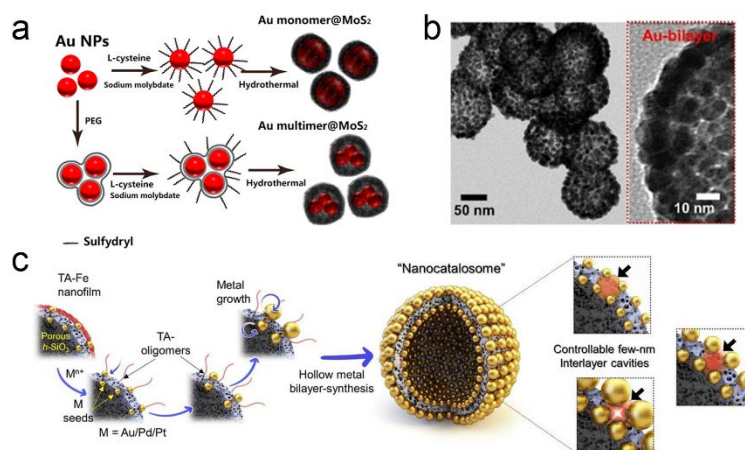 a
Au NPs
L-cysteine
Sodium molybdate
Hydrothermal
Au monomer@MoS₂
PEG
L-cysteine
Sodium molybdate
Hydrothermal
Au multimer@MoS₂
Sulfydryl
b
50 nm
Au-bilayer
10 nm
c
TA-Fe
nanofilm
Porous
h-SiO₂
Mⁿ⁺
M
seeds
M = Au/Pd/Pt
TA-
oligomers
Metal
growth
Hollow metal
bilayer-synthesis
"Nanocatalosome"
Controllable few-nm
Interlayer cavities